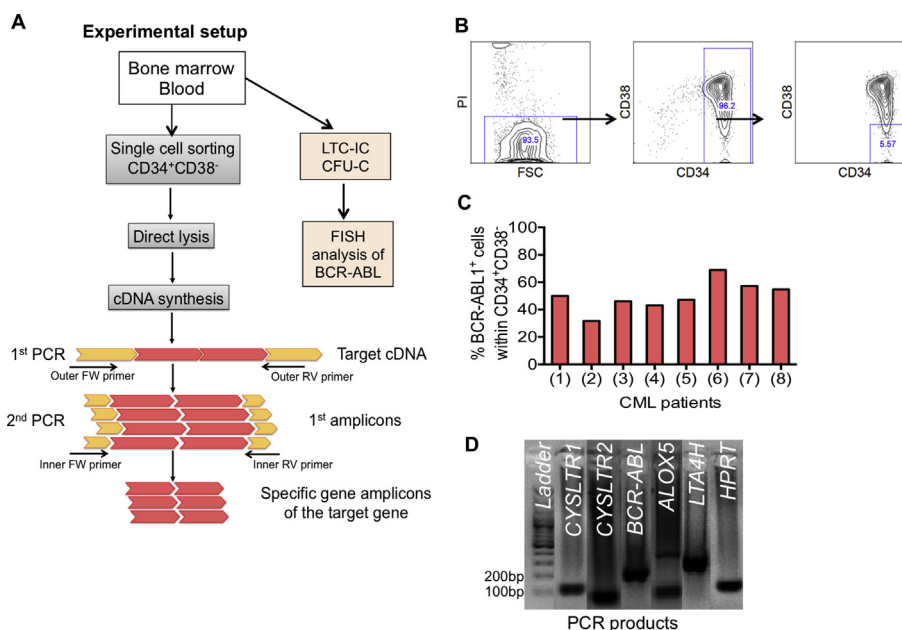 A
Experimental setup
Bone marrow
Blood
Single cell sorting
CD34⁺CD38⁻
LTC-IC
CFU-C
Direct lysis
FISH
analysis of
BCR-ABL
cDNA synthesis
1ˢᵗ PCR
Target cDNA
Outer FW primer
Outer RV primer
2ⁿᵈ PCR
1ˢᵗ amplicons
Inner FW primer
Inner RV primer
Specific gene amplicons
of the target gene
B
PI
93.5
FSC
CD38
96.2
CD34
CD38
5.57
CD34
C
% BCR-ABL1⁺ cells
within CD34⁺CD38⁻
100
80
60
40
20
0
(1) (2) (3) (4) (5) (6) (7) (8)
CML patients
D
Ladder
CYSLTR1
CYSLTR2
BCR-ABL
ALOX5
LTA4H
HPRT
200bp
100bp
PCR products